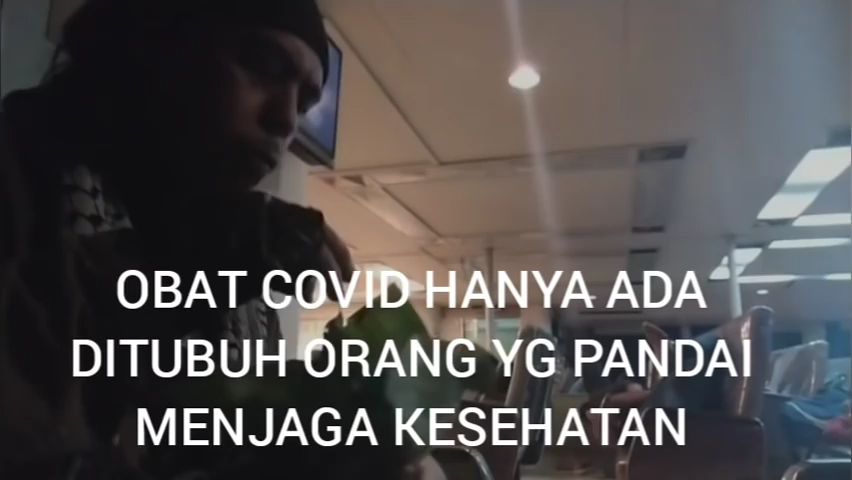 OBAT COVID HANYA ADA
DITUBUH ORANG YG PANDAI
MENJAGA KESEHATAN